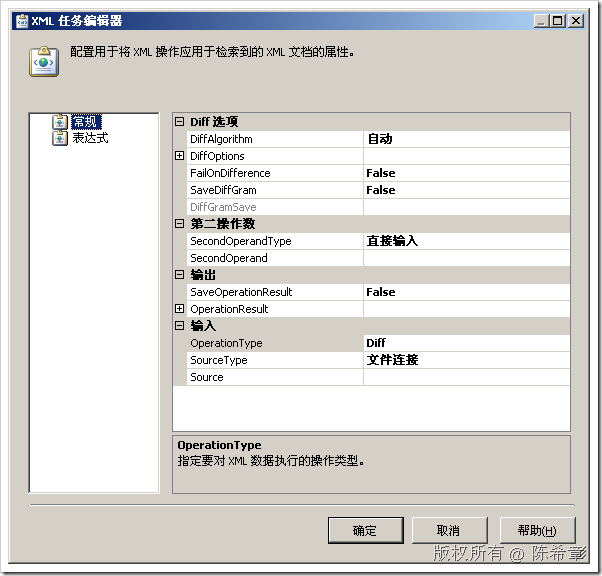 XML 任务编辑器
配置用于将 XML 操作应用于检索到的 XML 文档的属性。
常规
表达式
Diff 选项
DiffAlgorithm 自动
DiffOptions
FailOnDifference False
SaveDiffGram False
DiffGramSave
第二操作数
SecondOperandType 直接输入
SecondOperand
输出
SaveOperationResult False
OperationResult
输入
OperationType Diff
SourceType 文件连接
Source
OperationType
指定要对 XML 数据执行的操作类型。
确定 取消 帮助(H)
版权所有 @ 陈希章